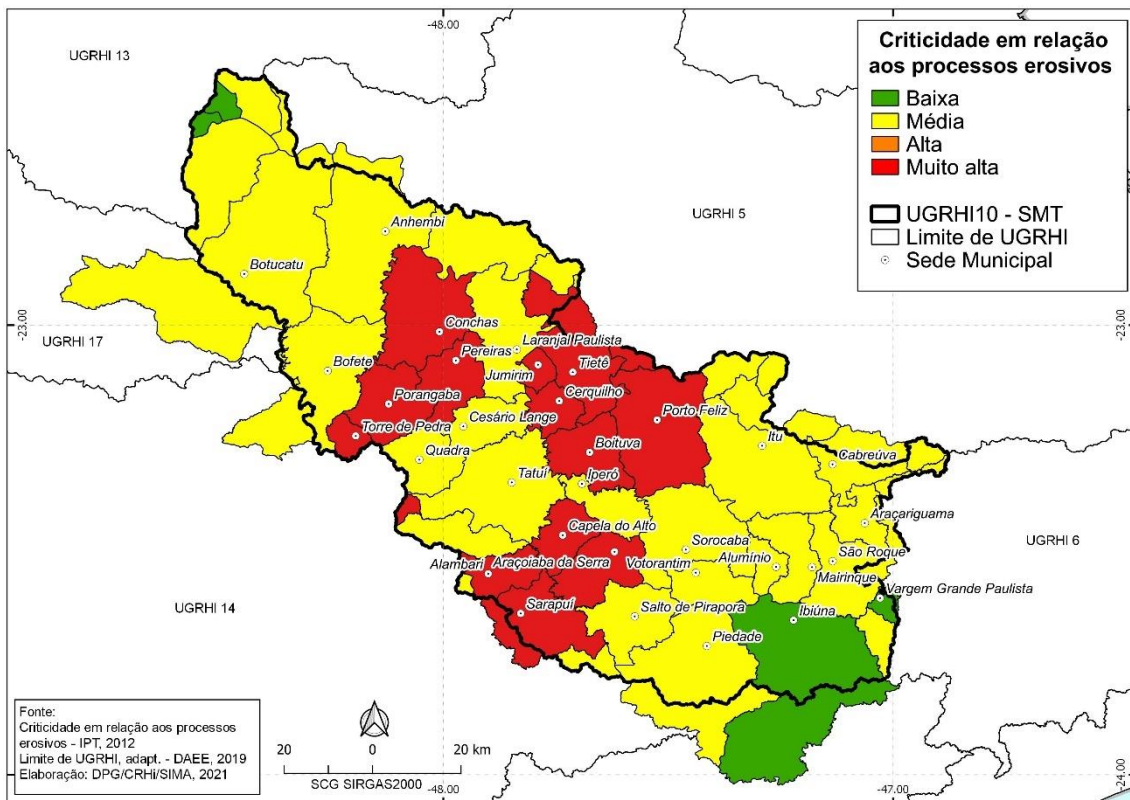 -48.00
UGRHI 13
Criticidade em relação
aos processos erosivos
Baixa
Média
Alta
Muito alta
UGRHI10 - SMT
Limite de UGRHI
Sede Municipal
UGRHI 5
Anhembi
Botucatu
-23.00
-23.00
UGRHI 17
Conchas
Laranjal Paulista
Pereiras
Bofete
Jumirim
Tietê
Porangaba
Cerquilho
Cesário Lange
Porto Feliz
Torre de Pedra
Boituva
Itu
Quadra
Cabreúva
Tatuí
Iperó
Araçariguama
Capela do Alto
Sorocaba
UGRHI 6
Alambari
Araçoiaba da Serra
Votorantim
Alumínio
São Roque
Mairinque
Vargem Grande Paulista
UGRHI 14
Sarapuí
Salto de Pirapora
Ibiúna
Piedade
Fonte:
Criticidade em relação aos processos
erosivos - IPT, 2012
Limite de UGRHI, adapt. - DAEE, 2019
Elaboração: DPG/CRHi/SIMA, 2021
20 0 20 km
SCG SIRGAS2000
-48.00
-47.00
-24.00